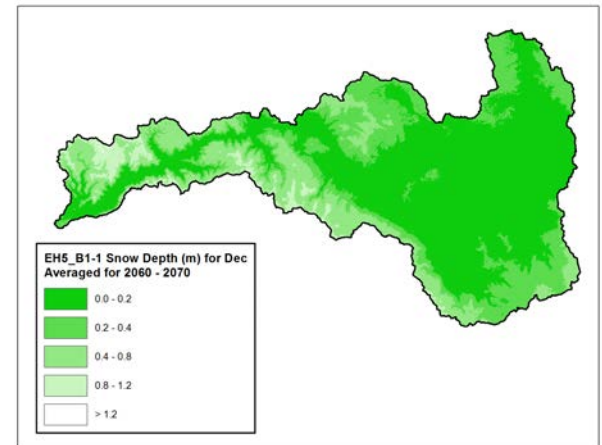 EH5_B1-1 Snow Depth (m) for Dec
Averaged for 2060 - 2070
0.0 - 0.2
0.2 - 0.4
0.4 - 0.8
0.8 - 1.2
> 1.2